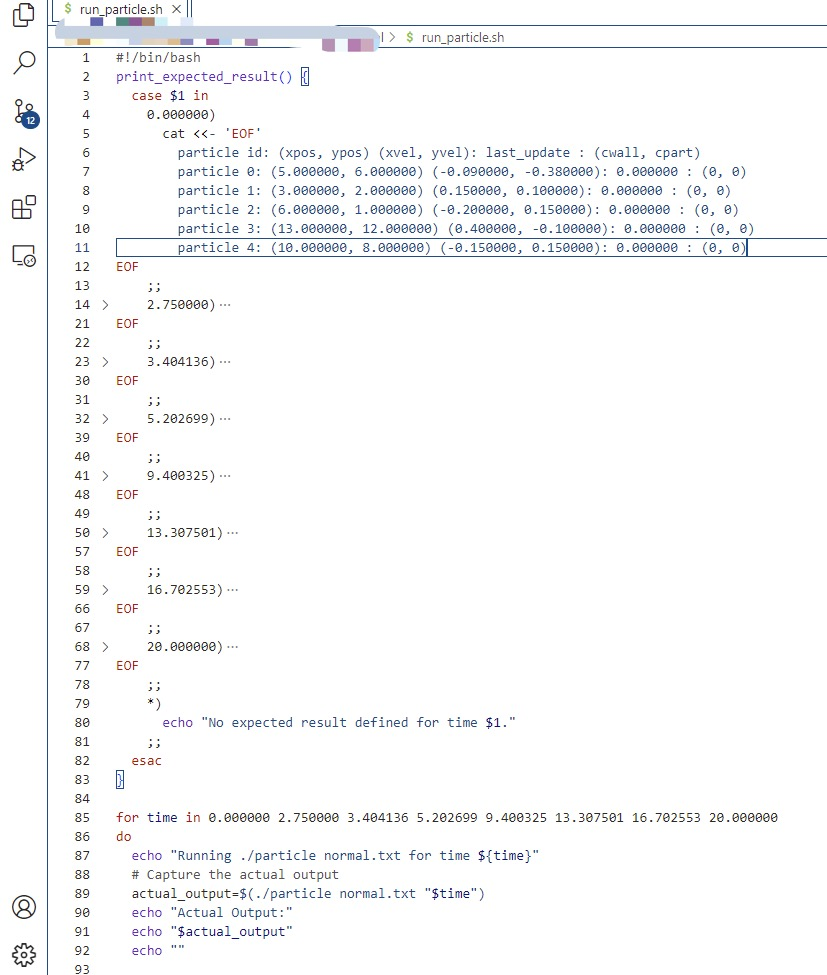 $ run_particle.sh ×
> $ run_particle.sh
1 #!/bin/bash
2 print_expected_result() {
3   case $1 in
4     0.000000)
5       cat <<- 'EOF'
6         particle id: (xpos, ypos) (xvel, yvel): last_update : (cwall, cpart)
7         particle 0: (5.000000, 6.000000) (-0.090000, -0.380000): 0.000000 : (0, 0)
8         particle 1: (3.000000, 2.000000) (0.150000, 0.100000): 0.000000 : (0, 0)
9         particle 2: (6.000000, 1.000000) (-0.200000, 0.150000): 0.000000 : (0, 0)
10         particle 3: (13.000000, 12.000000) (0.400000, -0.100000): 0.000000 : (0, 0)
11         particle 4: (10.000000, 8.000000) (-0.150000, 0.150000): 0.000000 : (0, 0)
12 EOF
12
13     ;;
14 >     2.750000)···
21 EOF
22     ;;
23 >     3.404136)···
30 EOF
31     ;;
32 >     5.202699)···
39 EOF
40     ;;
41 >     9.400325)···
48 EOF
49     ;;
50 >     13.307501)···
57 EOF
58     ;;
59 >     16.702553)···
66 EOF
67     ;;
68 >     20.000000)···
77 EOF
78     ;;
79     *)
80       echo "No expected result defined for time $1."
81     ;;
82   esac
83 }
84
85 for time in 0.000000 2.750000 3.404136 5.202699 9.400325 13.307501 16.702553 20.000000
86 do
87   echo "Running ./particle normal.txt for time ${time}"
88   # Capture the actual output
89   actual_output=$(./particle normal.txt "$time")
90   echo "Actual Output:"
91   echo "$actual_output"
92   echo ""
93